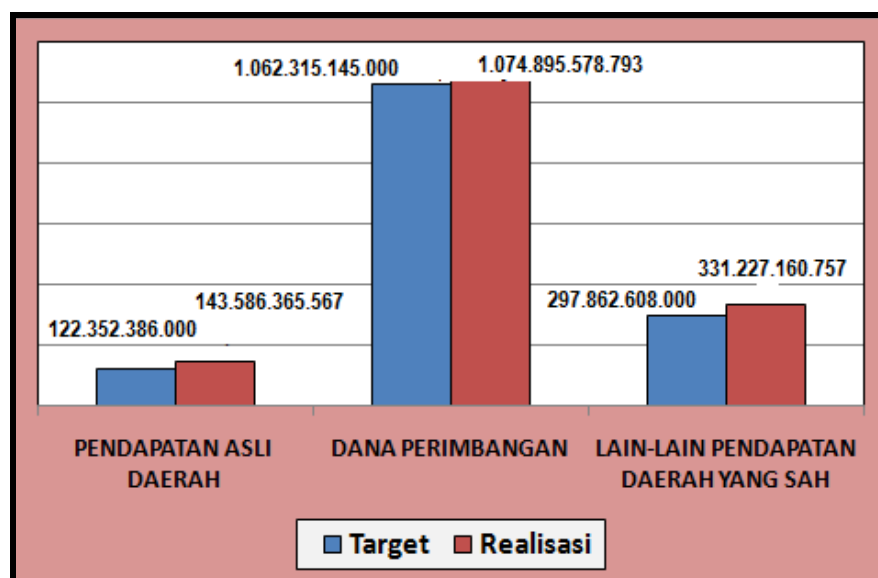 1.062.315.145.000
1.074.895.578.793
331.227.160.757
297.862.608.000
143.586.365.567
122.352.386.000
PENDAPATAN ASLI
DAERAH
DANA PERIMBANGAN
LAIN-LAIN PENDAPATAN
DAERAH YANG SAH
Target
Realisasi